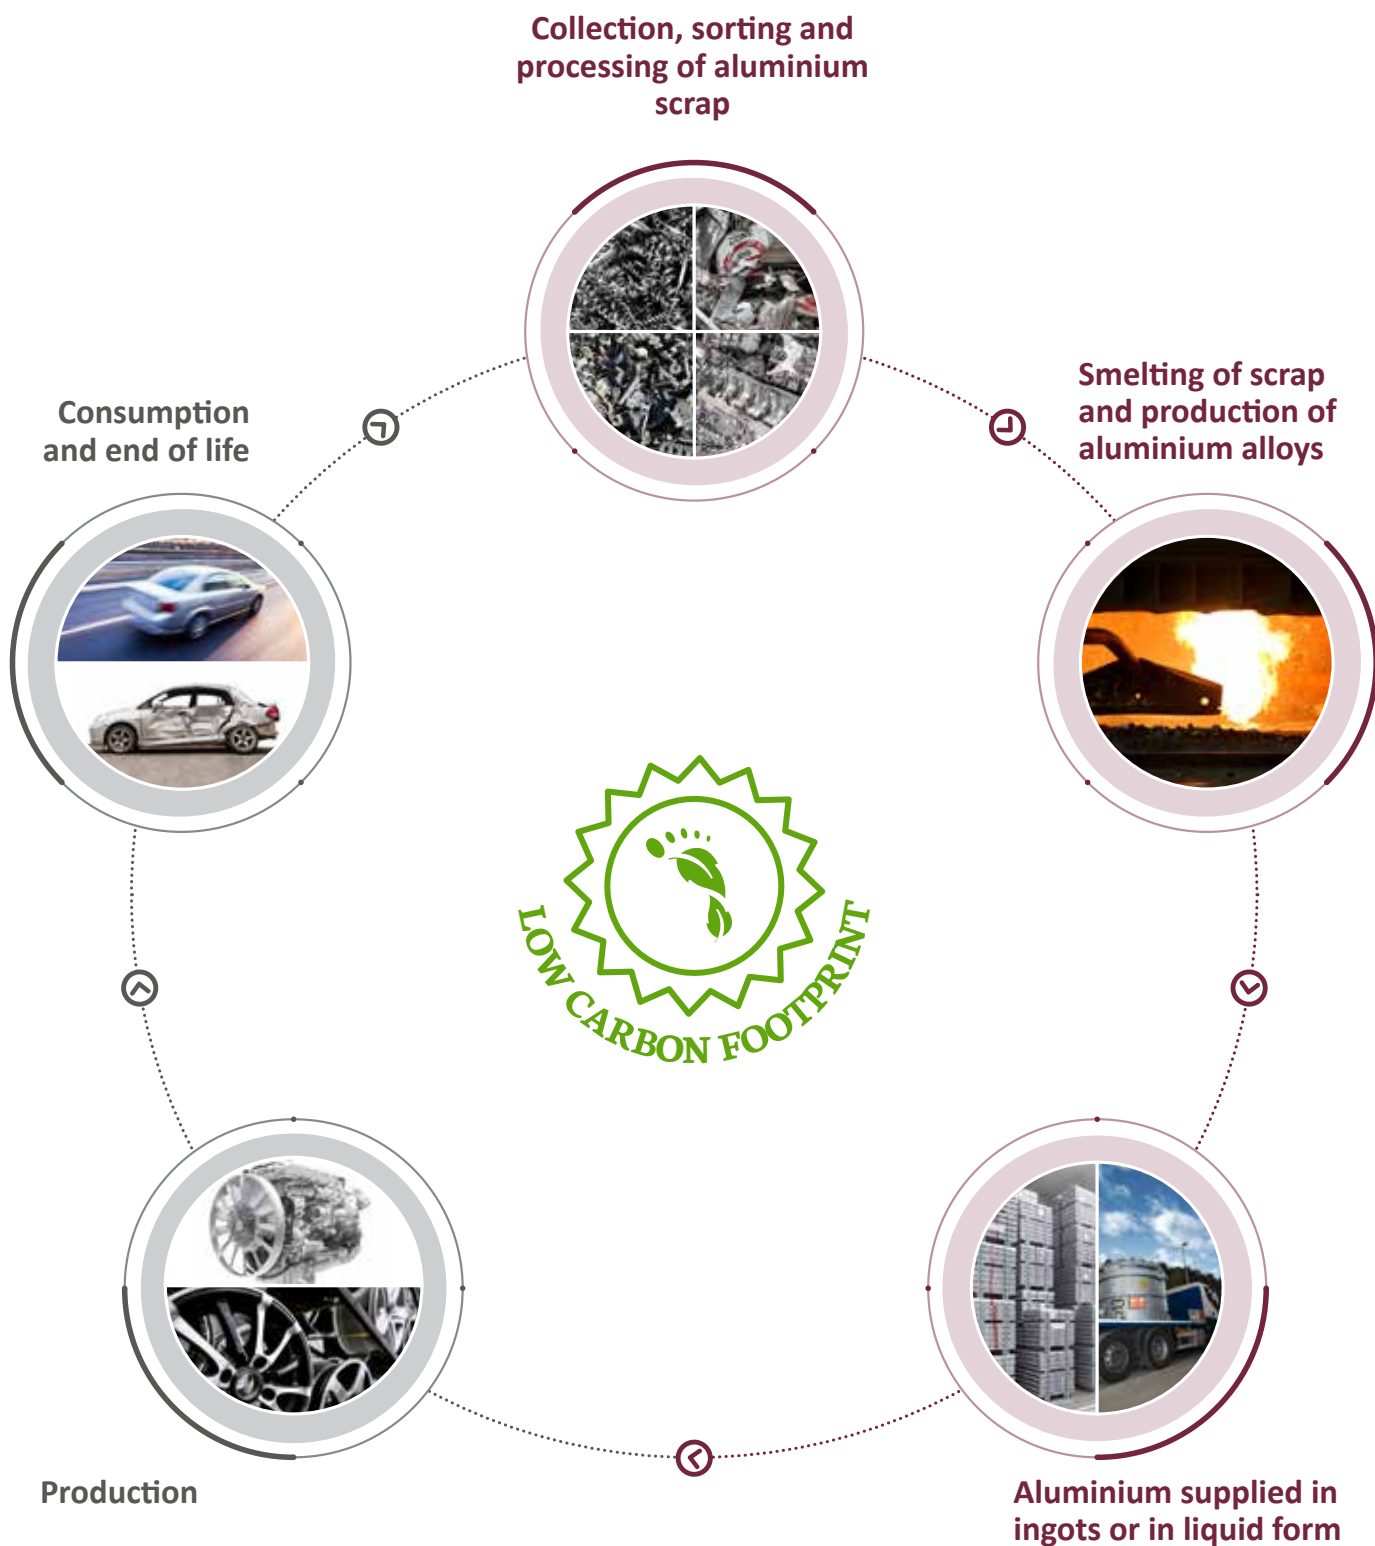 Collection, sorting and
processing of aluminium
scrap
Smelting of scrap
and production of
aluminium alloys
Consumption
and end of life
LOW CARBON FOOTPRINT
Production
Aluminium supplied in
ingots or in liquid form